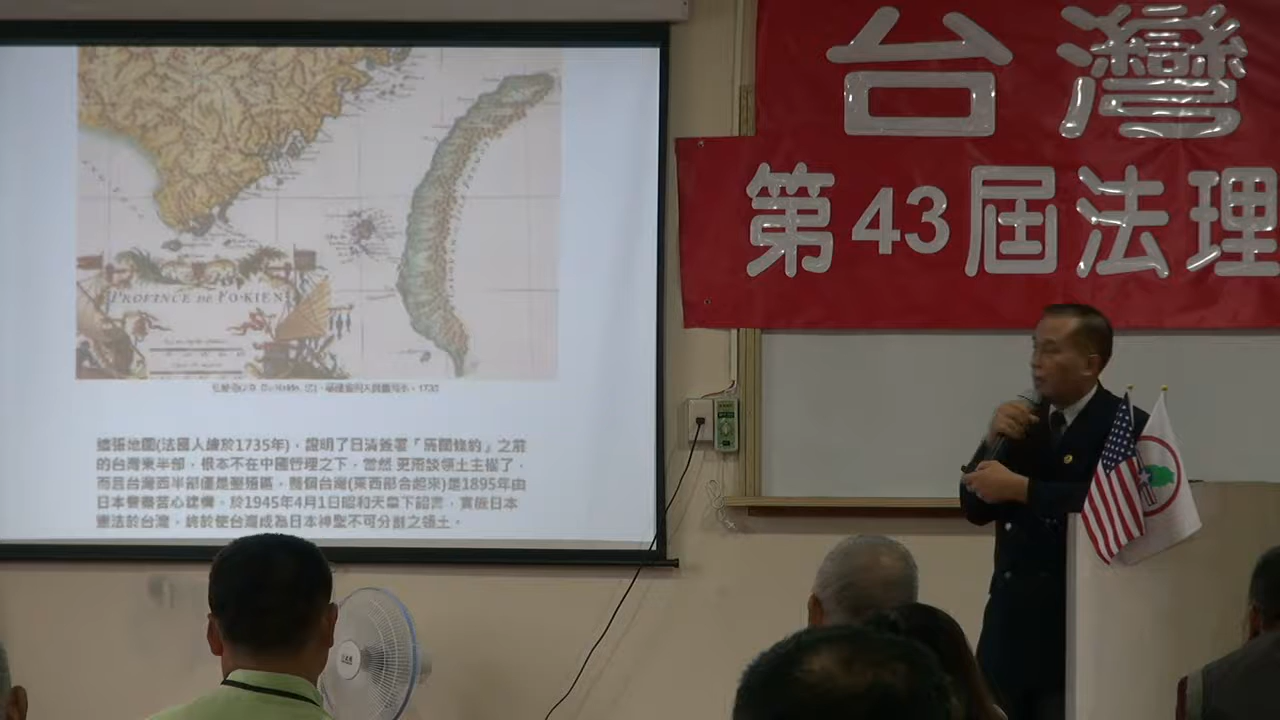 台灣
第43屆法理
PROVINCE DE FO-KIEN
這張地圖(法國人繪於1735年)，證明了日清簽署「馬關條約」之前
的台灣東半部，根本不在中國管理之下，當然 更甭談領土主權了，
而且台灣西半部僅是墾殖區，整個台灣(東西部合起來)是1895年由
日本費盡苦心建構，於1945年4月1日昭和天皇下詔書，實施日本
憲法於台灣，終於使台灣成為日本神聖不可分割之領土。